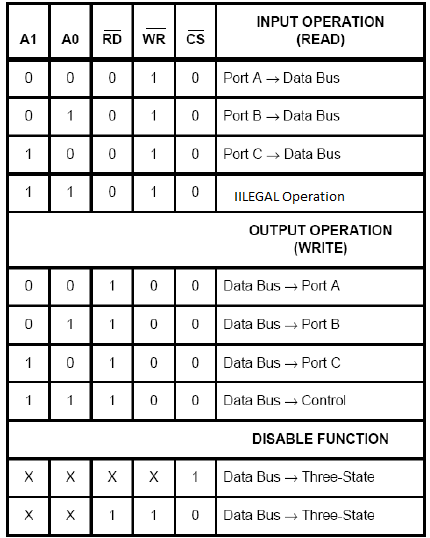 INPUT OPERATION
(READ)
A1 A0 RD WR CS
0 0 0 1 0 Port A → Data Bus
0 1 0 1 0 Port B → Data Bus
1 0 0 1 0 Port C → Data Bus
1 1 0 1 0 IILEGAL Operation
OUTPUT OPERATION
(WRITE)
0 0 1 0 0 Data Bus → Port A
0 1 1 0 0 Data Bus → Port B
1 0 1 0 0 Data Bus → Port C
1 1 1 0 0 Data Bus → Control
DISABLE FUNCTION
X X X X 1 Data Bus → Three-State
X X 1 1 0 Data Bus → Three-State